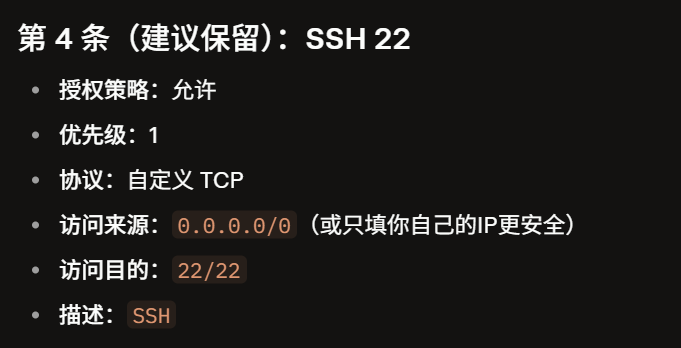 第 4 条（建议保留）：SSH 22
• 授权策略：允许
• 优先级：1
• 协议：自定义 TCP
• 访问来源：0.0.0.0/0（或只填你自己的IP更安全）
• 访问目的：22/22
• 描述：SSH